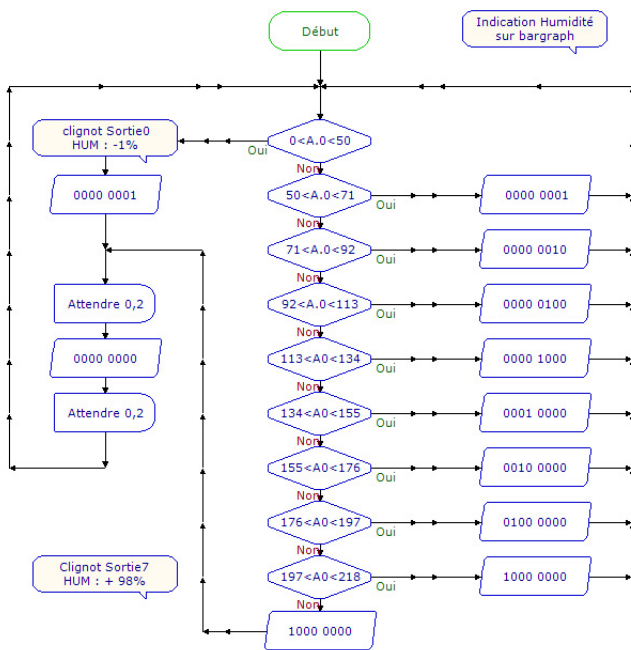 Début
Indication Humidité
sur bargraph
clignot Sortie0
HUM : -1%
Oui
0<A.0<50
Non
0000 0001
50<A.0<71
Oui
0000 0001
Non
71<A.0<92
Oui
0000 0010
Non
Attendre 0,2
92<A.0<113
Oui
0000 0100
Non
0000 0000
113<A0<134
Oui
0000 1000
Non
Attendre 0,2
134<A0<155
Oui
0001 0000
Non
155<A0<176
Oui
0010 0000
Non
176<A0<197
Oui
0100 0000
Non
Clignot Sortie7
HUM : + 98%
197<A0<218
Oui
1000 0000
Non
1000 0000